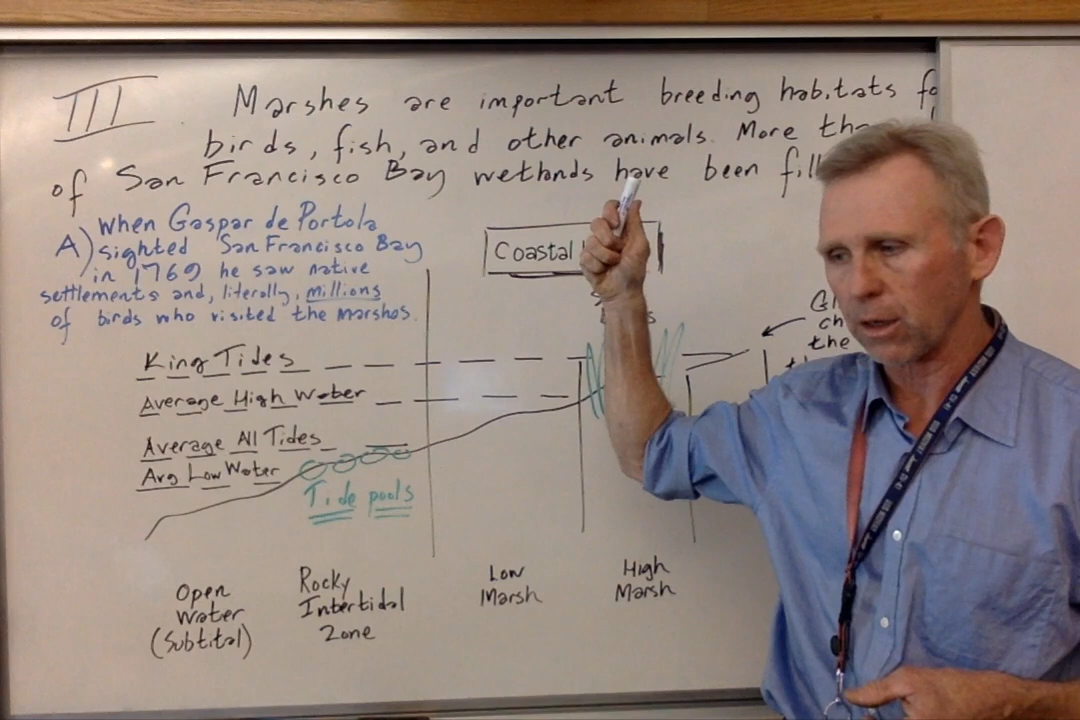 III
Marshes are important breeding habitats
birds, fish, and other animals. More
of San Francisco Bay wetlands have been
A) When Gaspar de Portola
sighted San Francisco Bay
in 1769 he saw native
settlements and, literally, millions
of birds who visited the marshes.
Coastal
King Tides
Average High Water
Average All Tides
Avg Low Water
Tide pools
the
Open
Water
(Subtital)
Rocky
Intertidal
Zone
Low
Marsh
High
Marsh